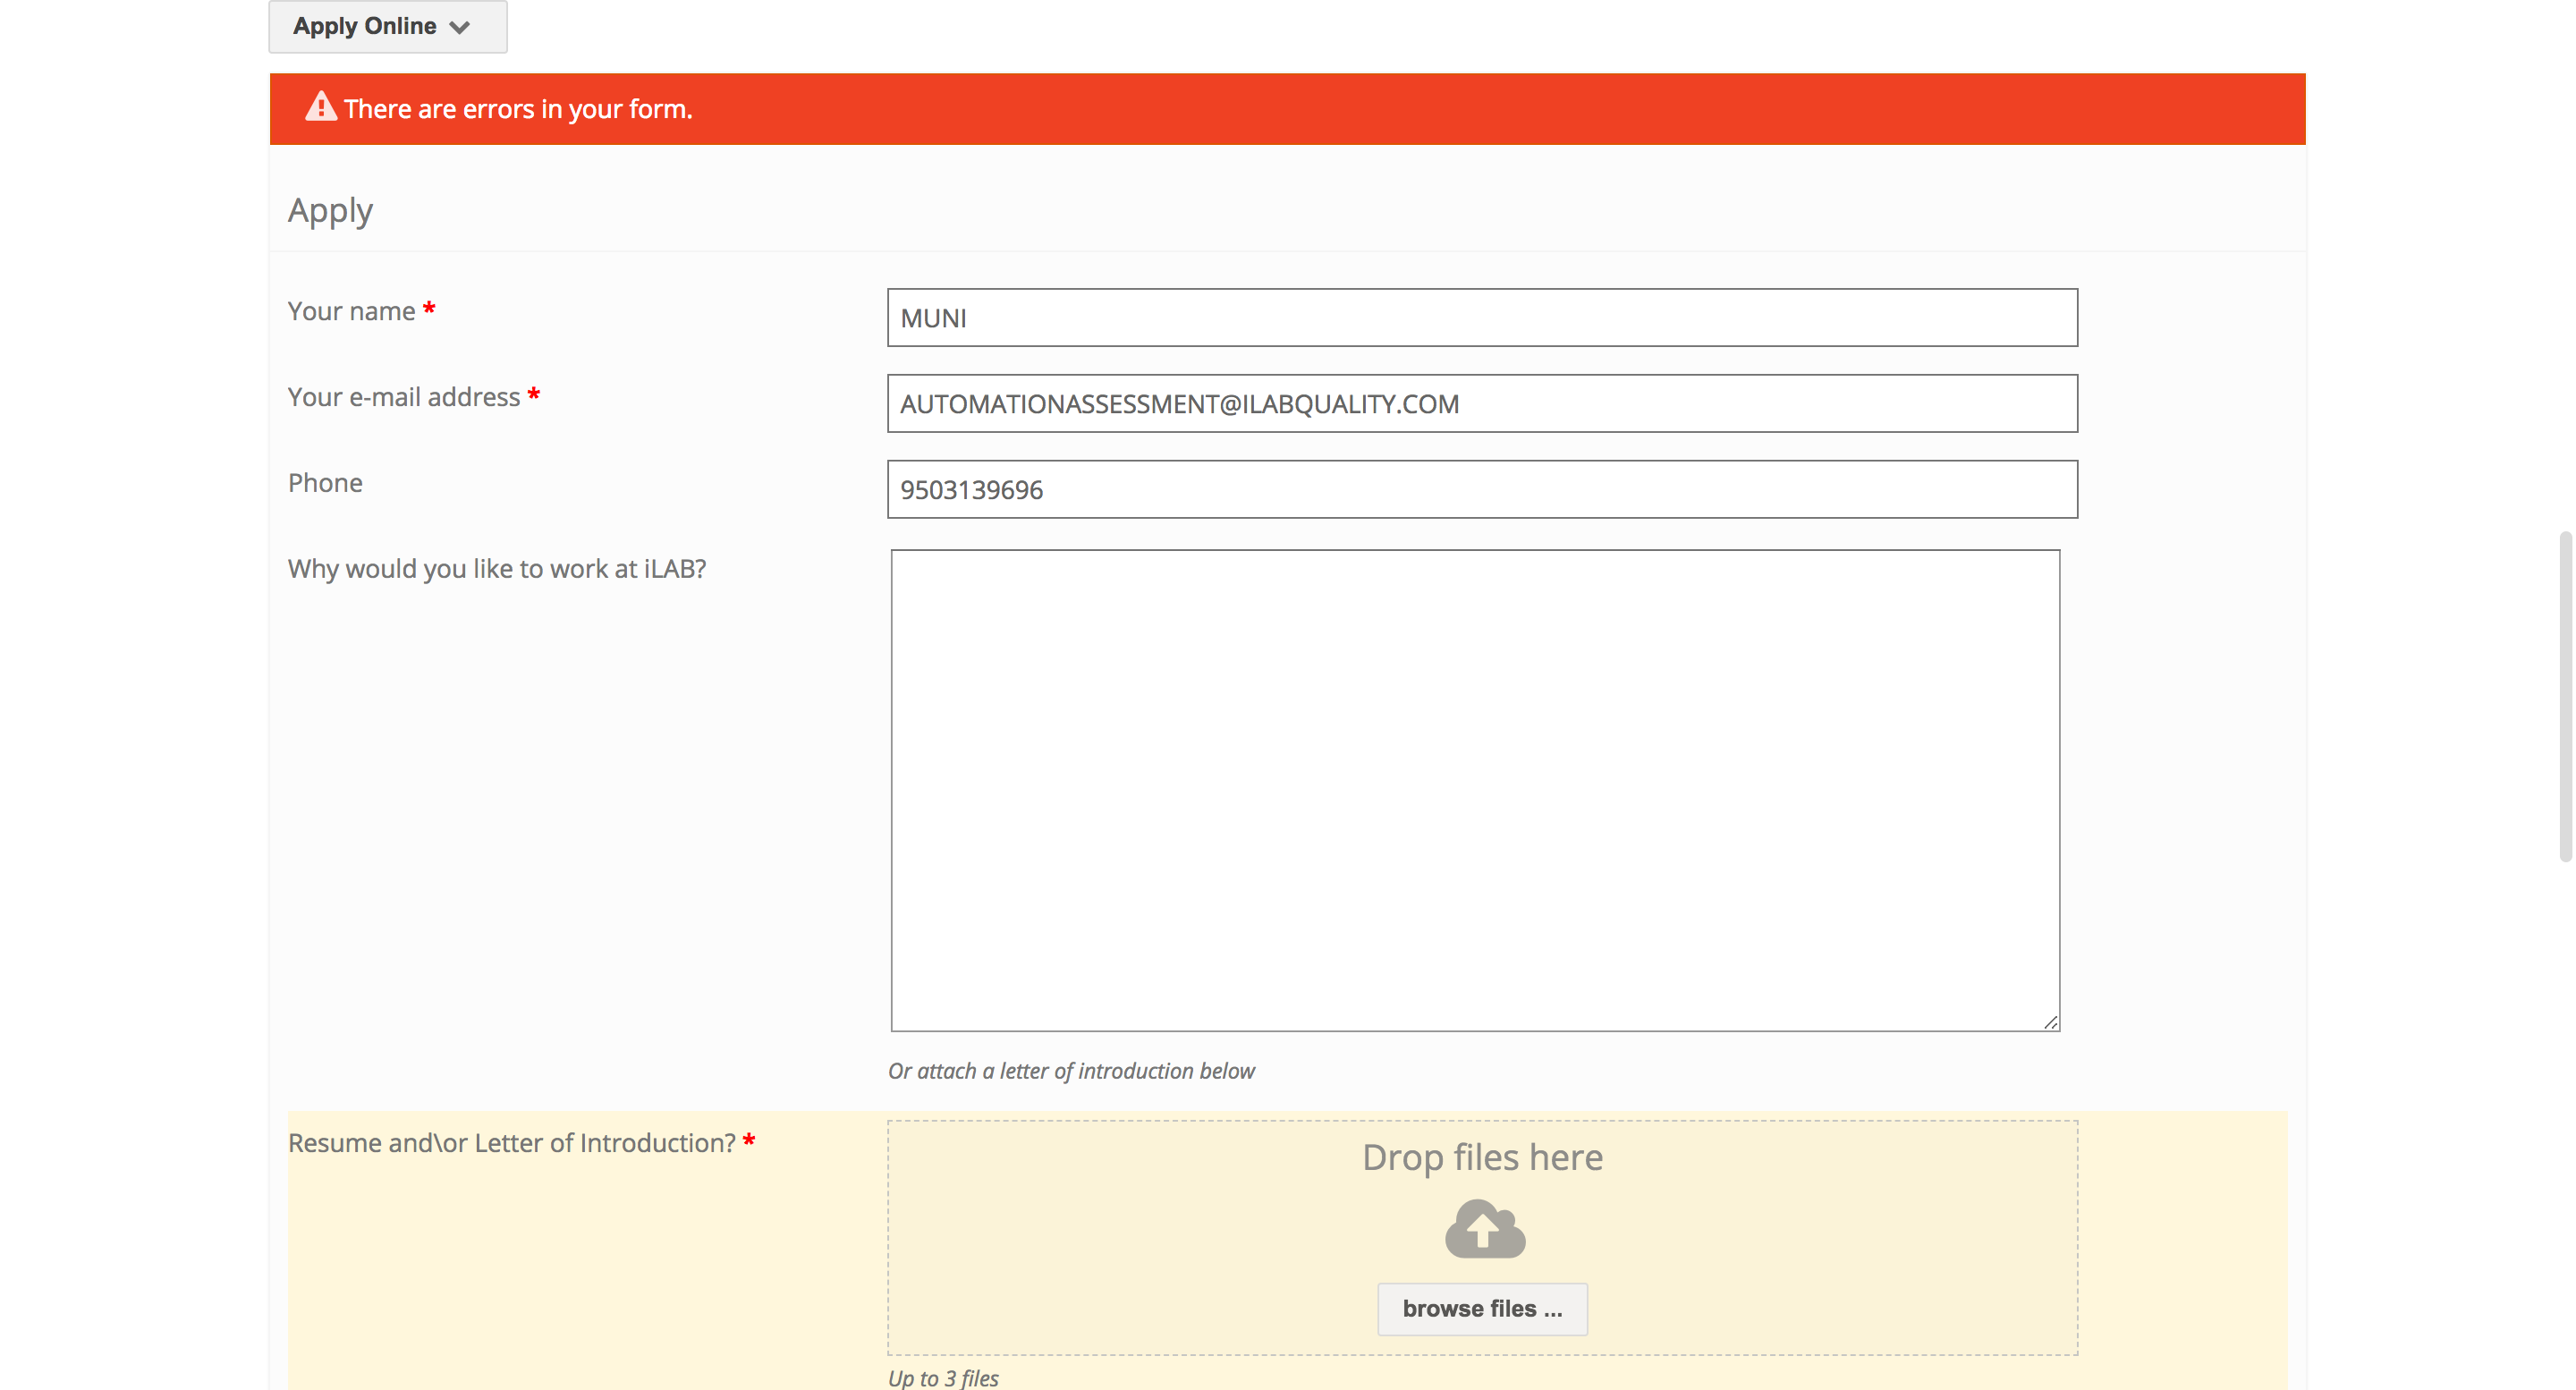 Apply Online
There are errors in your form.
Apply
Your name *
MUNI
Your e-mail address *
AUTOMATIONASSESSMENT@ILABQUALITY.COM
Phone
9503139696
Why would you like to work at iLAB?
Or attach a letter of introduction below
Resume and\or Letter of Introduction? *
Drop files here
browse files ...
Up to 3 files